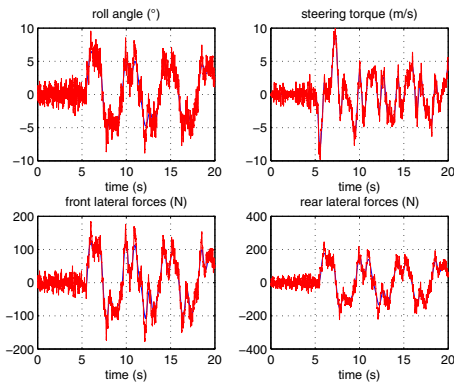 roll angle (°)
10
5
0
−5
−10
0 5 10 15 20
time (s)
steering torque (m/s)
10
5
0
−5
−10
0 5 10 15 20
time (s)
front lateral forces (N)
200
100
0
−100
−200
0 5 10 15 20
time (s)
rear lateral forces (N)
400
200
0
−200
−400
0 5 10 15 20
time (s)